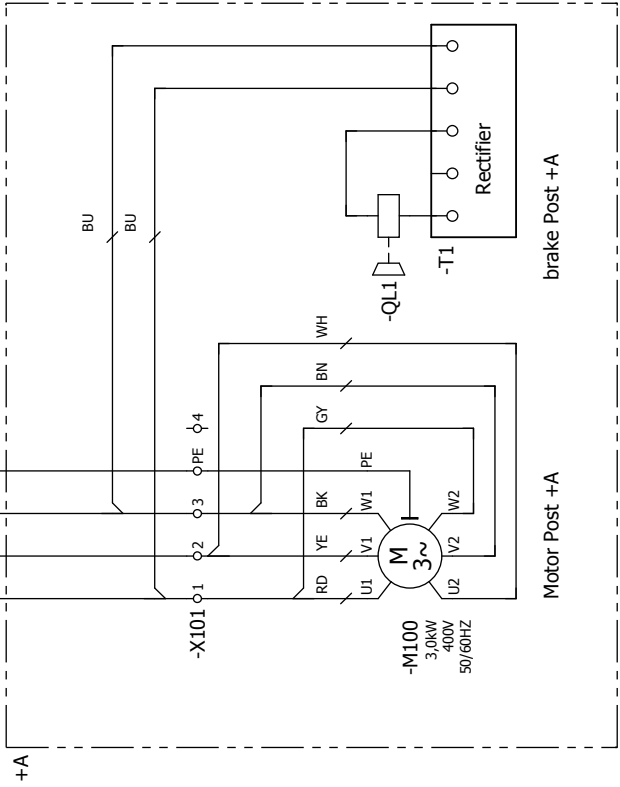 +A
BU
BU
-X101
1
2
3
PE
4
RD
YE
BK
PE
GY
BN
WH
U1
V1
W1
M
3~
U2
V2
W2
-M100
3,0kW
400V
50/60HZ
Motor Post +A
-QL1
-T1
Rectifier
brake Post +A